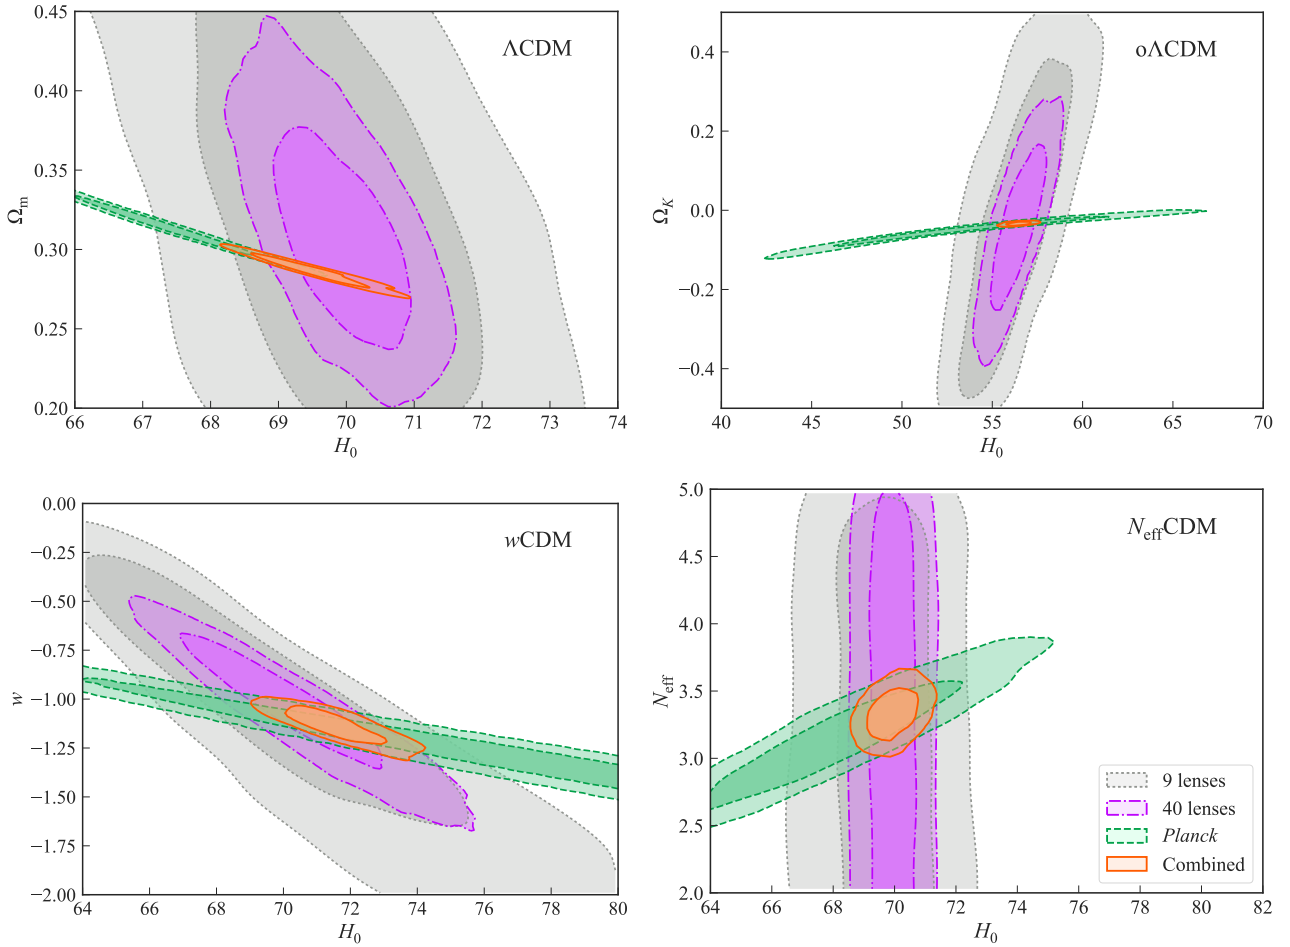 ΛCDM
0.45
0.40
0.35
0.30
0.25
0.20
Ωm
66 67 68 69 70 71 72 73 74
H0
oΛCDM
0.4
0.2
0.0
−0.2
−0.4
ΩK
40 45 50 55 60 65 70
H0
wCDM
0.00
−0.25
−0.50
−0.75
−1.00
−1.25
−1.50
−1.75
−2.00
w
64 66 68 70 72 74 76 78 80
H0
NeffCDM
5.0
4.5
4.0
3.5
3.0
2.5
2.0
Neff
64 66 68 70 72 74 76 78 80 82
H0
9 lenses
40 lenses
Planck
Combined